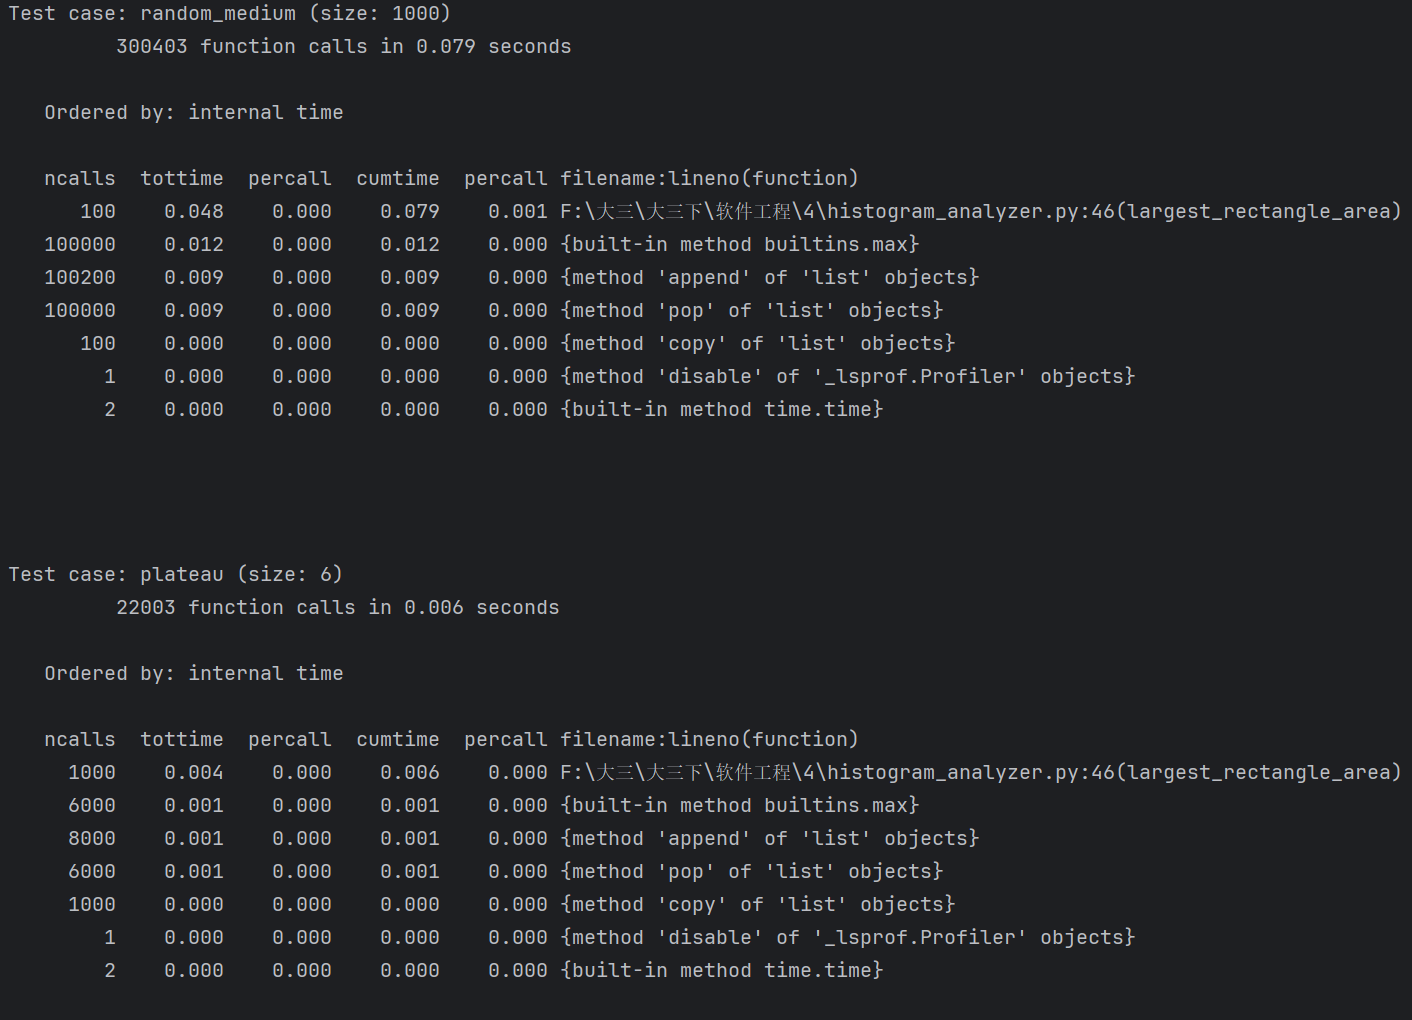 Test case: random_medium (size: 1000)
300403 function calls in 0.079 seconds
Ordered by: internal time
ncalls tottime percall cumtime percall filename:lineno(function)
100 0.048 0.000 0.079 0.001 F:\大三\大三下\软件工程\4\histogram_analyzer.py:46(largest_rectangle_area)
100000 0.012 0.000 0.012 0.000 {built-in method builtins.max}
100200 0.009 0.000 0.009 0.000 {method 'append' of 'list' objects}
100000 0.009 0.000 0.009 0.000 {method 'pop' of 'list' objects}
100 0.000 0.000 0.000 0.000 {method 'copy' of 'list' objects}
1 0.000 0.000 0.000 0.000 {method 'disable' of '_lsprof.Profiler' objects}
2 0.000 0.000 0.000 0.000 {built-in method time.time}
Test case: plateau (size: 6)
22003 function calls in 0.006 seconds
Ordered by: internal time
ncalls tottime percall cumtime percall filename:lineno(function)
1000 0.004 0.000 0.006 0.000 F:\大三\大三下\软件工程\4\histogram_analyzer.py:46(largest_rectangle_area)
6000 0.001 0.000 0.001 0.000 {built-in method builtins.max}
8000 0.001 0.000 0.001 0.000 {method 'append' of 'list' objects}
6000 0.001 0.000 0.001 0.000 {method 'pop' of 'list' objects}
1000 0.000 0.000 0.000 0.000 {method 'copy' of 'list' objects}
1 0.000 0.000 0.000 0.000 {method 'disable' of '_lsprof.Profiler' objects}
2 0.000 0.000 0.000 0.000 {built-in method time.time}